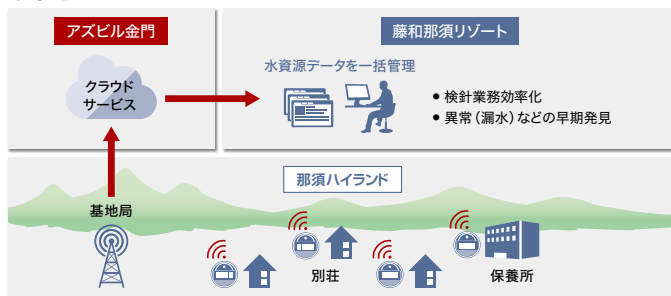 アズビル金門
藤和那須リゾート
クラウド
サービス
水資源データを一括管理
● 検針業務効率化
● 異常（漏水）などの早期発見
那須ハイランド
基地局
別荘
保養所